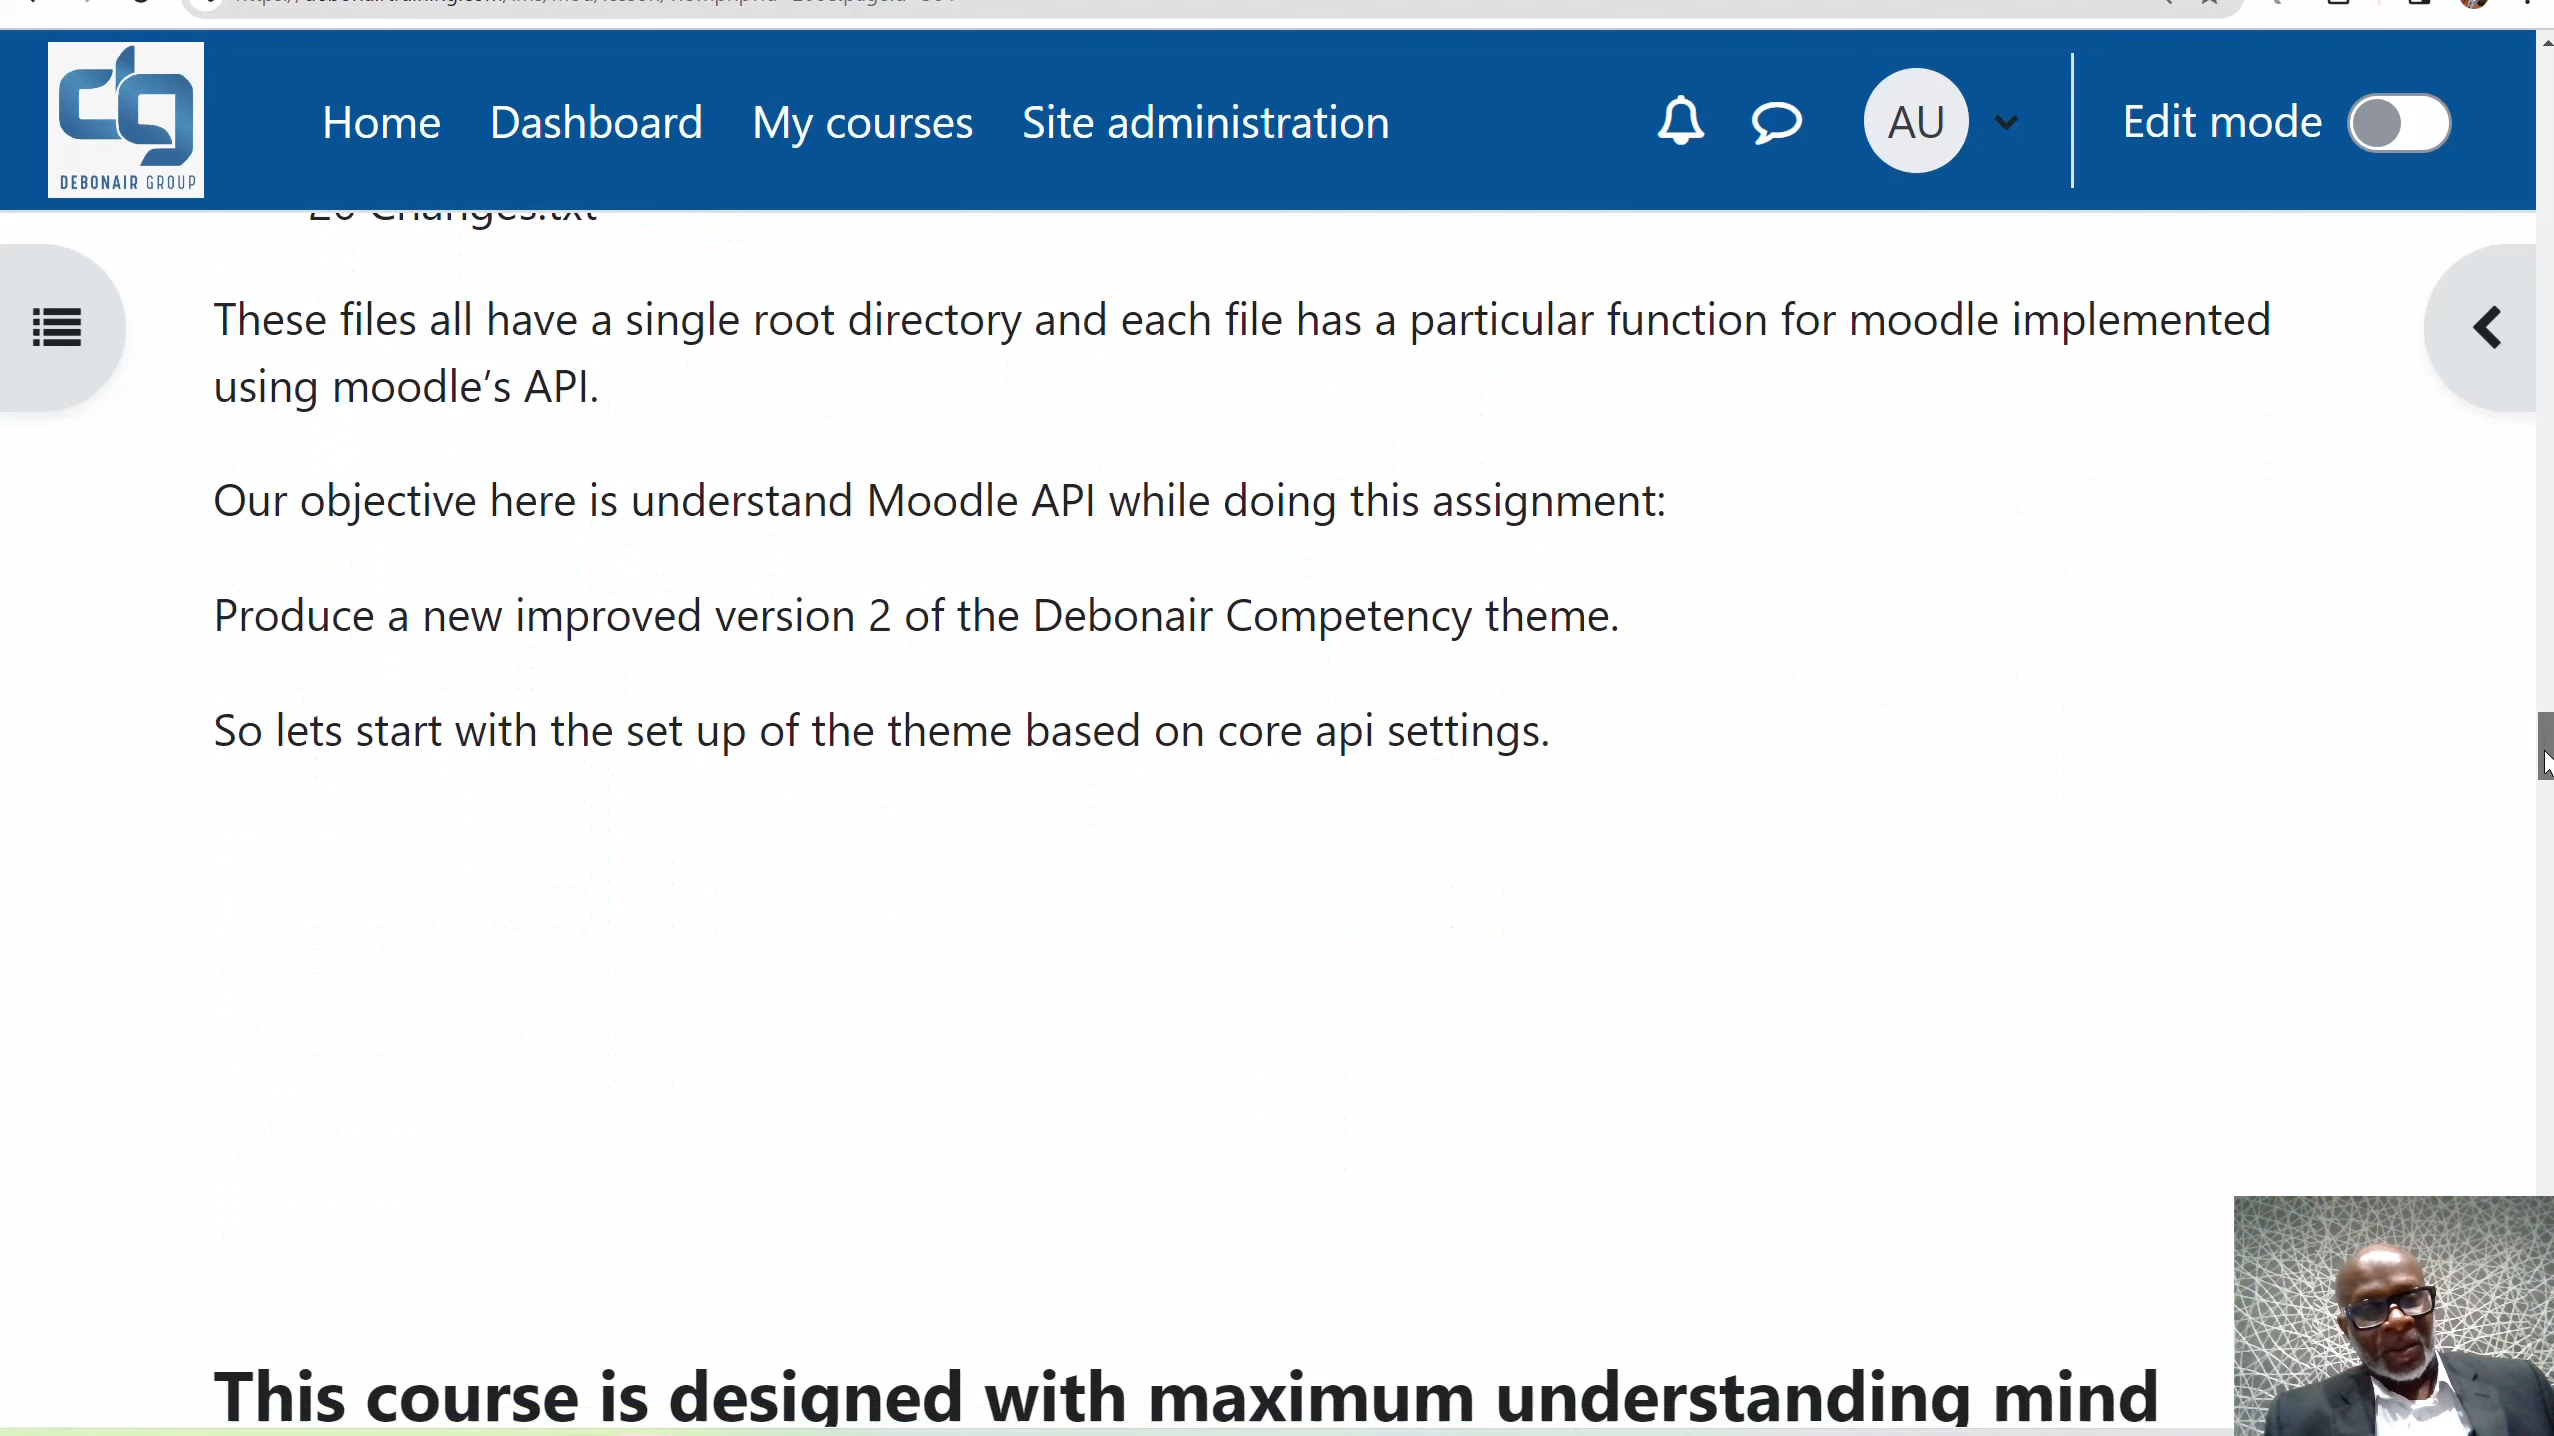 DEBONAIR GROUP
Home Dashboard My courses Site administration AU Edit mode
Changes.txt
These files all have a single root directory and each file has a particular function for moodle implemented
using moodle’s API.
Our objective here is understand Moodle API while doing this assignment:
Produce a new improved version 2 of the Debonair Competency theme.
So lets start with the set up of the theme based on core api settings.
This course is designed with maximum understanding mind